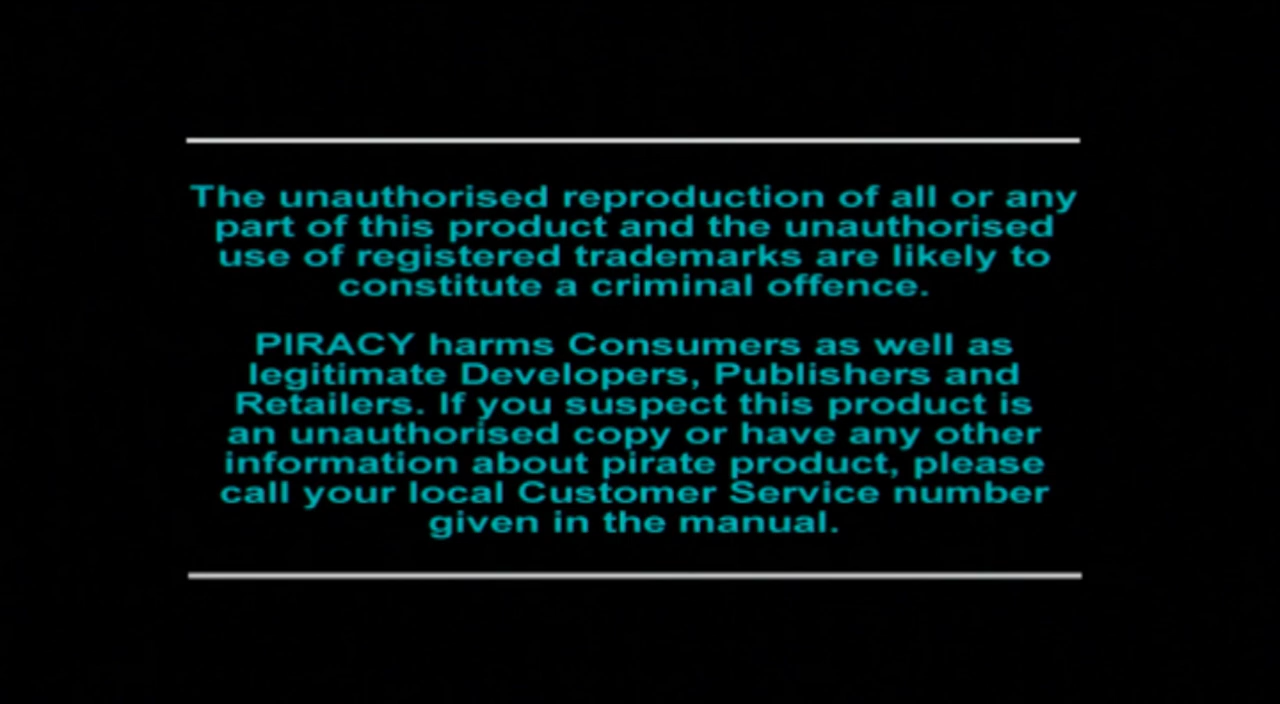 The unauthorised reproduction of all or any
part of this product and the unauthorised
use of registered trademarks are likely to
constitute a criminal offence.
PIRACY harms Consumers as well as
legitimate Developers, Publishers and
Retailers. If you suspect this product is
an unauthorised copy or have any other
information about pirate product, please
call your local Customer Service number
given in the manual.